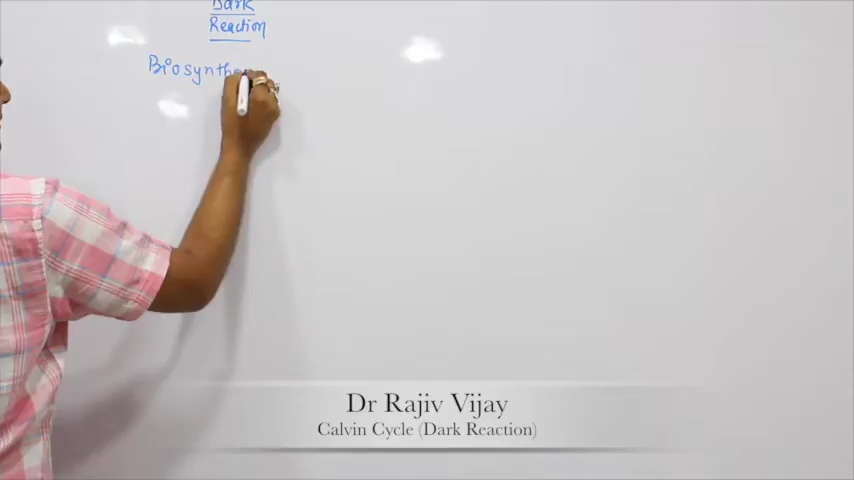 Dark
Reaction
Biosynthe
Dr Rajiv Vijay
Calvin Cycle (Dark Reaction)